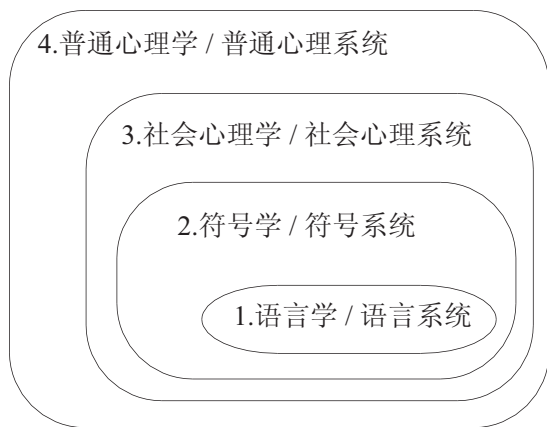 4.普通心理学 / 普通心理系统
3.社会心理学 / 社会心理系统
2.符号学 / 符号系统
1.语言学 / 语言系统